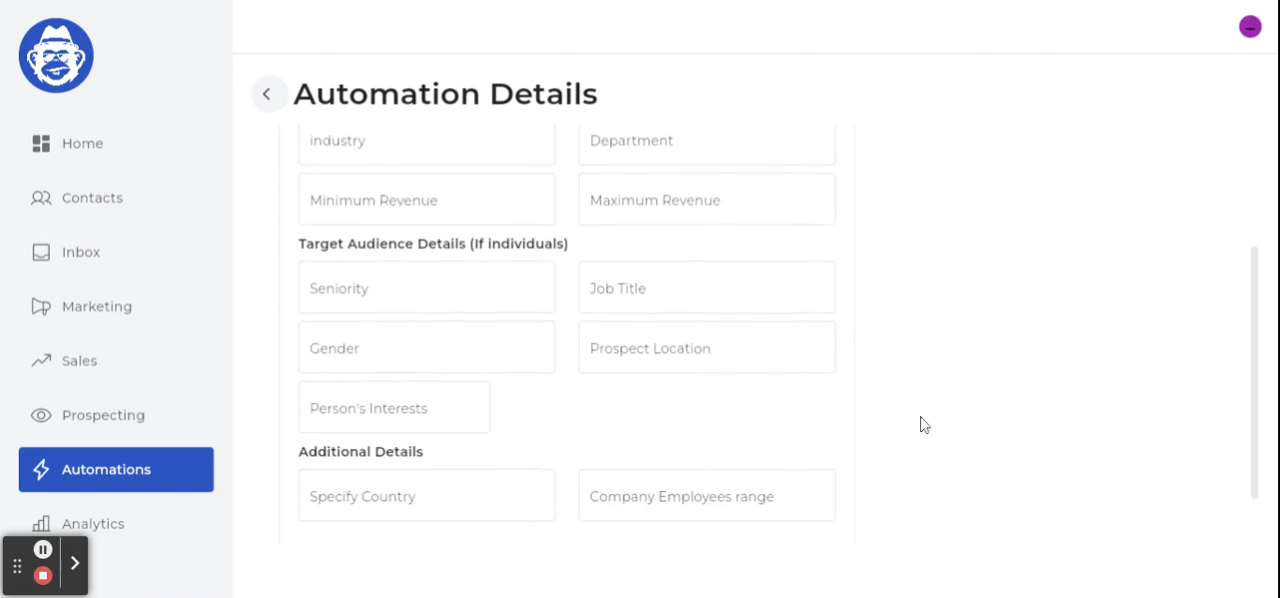 Automation Details
Home
Contacts
Inbox
Marketing
Sales
Prospecting
Automations
Analytics
industry
Department
Minimum Revenue
Maximum Revenue
Target Audience Details (If individuals)
Seniority
Job Title
Gender
Prospect Location
Person's Interests
Additional Details
Specify Country
Company Employees range